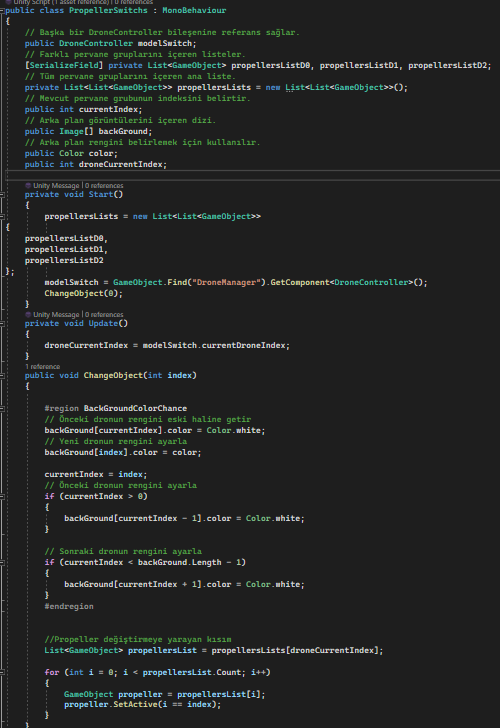 Unity Script (1 asset reference) | 0 references
public class PropellerSwitchs : MonoBehaviour
{
// Başka bir DroneController bileşenine referans sağlar.
public DroneController modelSwitch;
// Farklı pervane gruplarını içeren listeler.
[SerializeField] private List<GameObject> propellersListD0, propellersListD1, propellersListD2;
// Tüm pervane gruplarını içeren ana liste.
private List<List<GameObject>> propellersLists = new List<List<GameObject>>();
// Mevcut pervane grubunun indeksini belirtir.
public int currentIndex;
// Arka plan görüntülerini içeren dizi.
public Image[] backGround;
// Arka plan rengini belirlemek için kullanılır.
public Color color;
public int droneCurrentIndex;
Unity Message | 0 references
private void Start()
{
propellersLists = new List<List<GameObject>>
{
propellersListD0,
propellersListD1,
propellersListD2
};
modelSwitch = GameObject.Find("DroneManager").GetComponent<DroneController>();
ChangeObject(0);
}
Unity Message | 0 references
private void Update()
{
droneCurrentIndex = modelSwitch.currentDroneIndex;
}
1 reference
public void ChangeObject(int index)
{
#region BackGroundColorChance
// Önceki dronun rengini eski haline getir
backGround[currentIndex].color = Color.white;
// Yeni dronun rengini ayarla
backGround[index].color = color;
currentIndex = index;
// Önceki dronun rengini ayarla
if (currentIndex > 0)
{
backGround[currentIndex - 1].color = Color.white;
}
// Sonraki dronun rengini ayarla
if (currentIndex < backGround.Length - 1)
{
backGround[currentIndex + 1].color = Color.white;
}
#endregion
//Propeller değiştirmeye yarayan kısım
List<GameObject> propellersList = propellersLists[droneCurrentIndex];
for (int i = 0; i < propellersList.Count; i++)
{
GameObject propeller = propellersList[i];
propeller.SetActive(i == index);
}
}